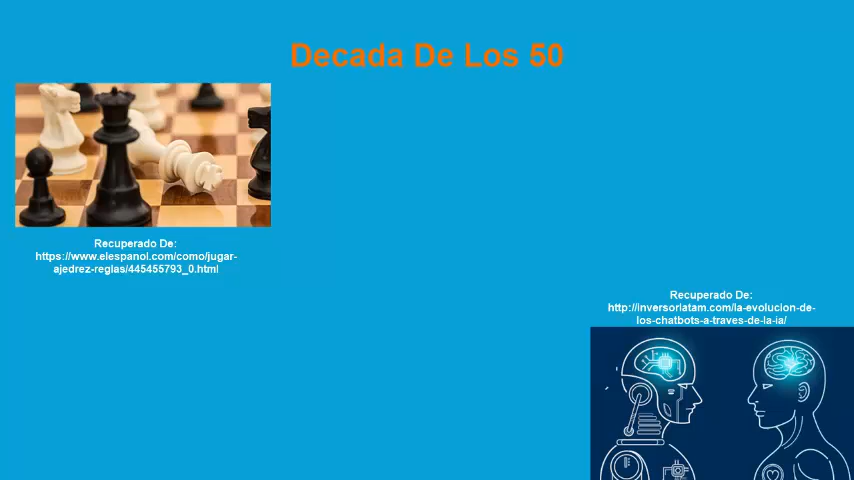 Decada De Los 50
Recuperado De:
https://www.elespanol.com/como/jugar-
ajedrez-reglas/445455793_0.html
Recuperado De:
http://inversorlatam.com/la-evolucion-de-
los-chatbots-a-traves-de-la-ia/